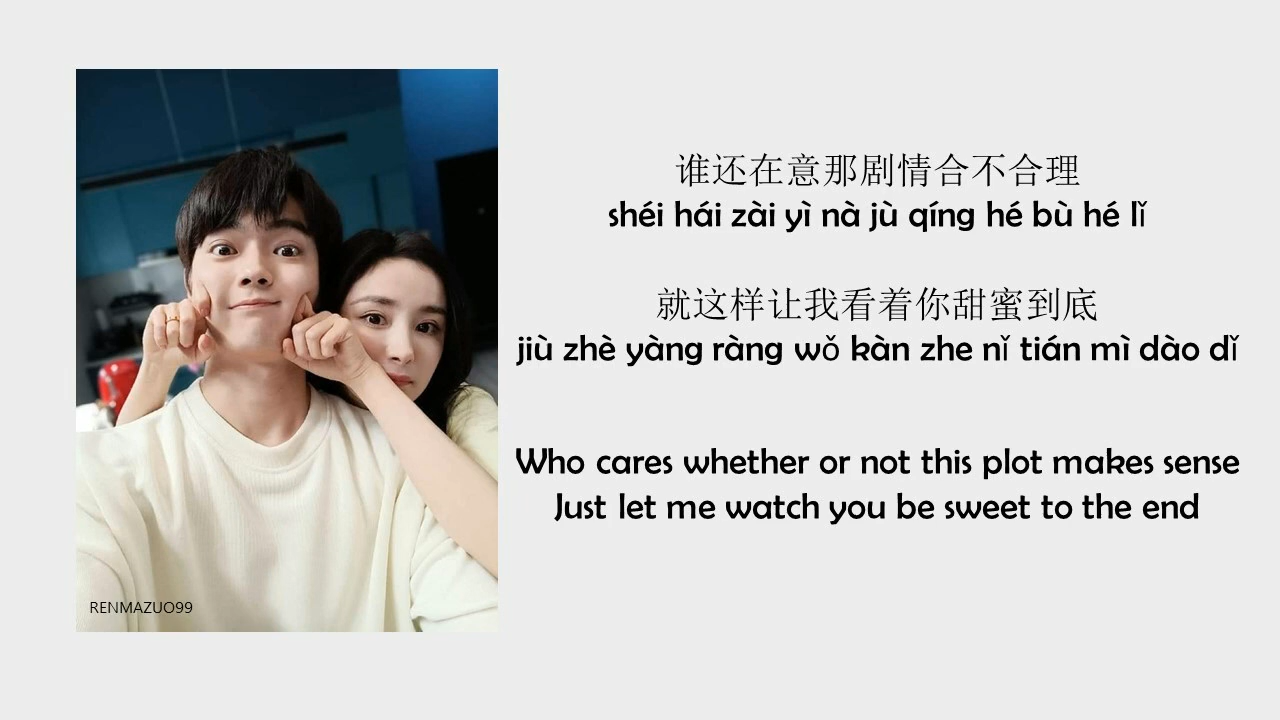 谁还在意那剧情合不合理
shéi hái zài yì nà jù qíng hé bù hé lǐ
就这样让我看着你甜蜜到底
jiù zhè yàng ràng wǒ kàn zhe nǐ tián mì dào dǐ
Who cares whether or not this plot makes sense
Just let me watch you be sweet to the end
RENMAZUO99